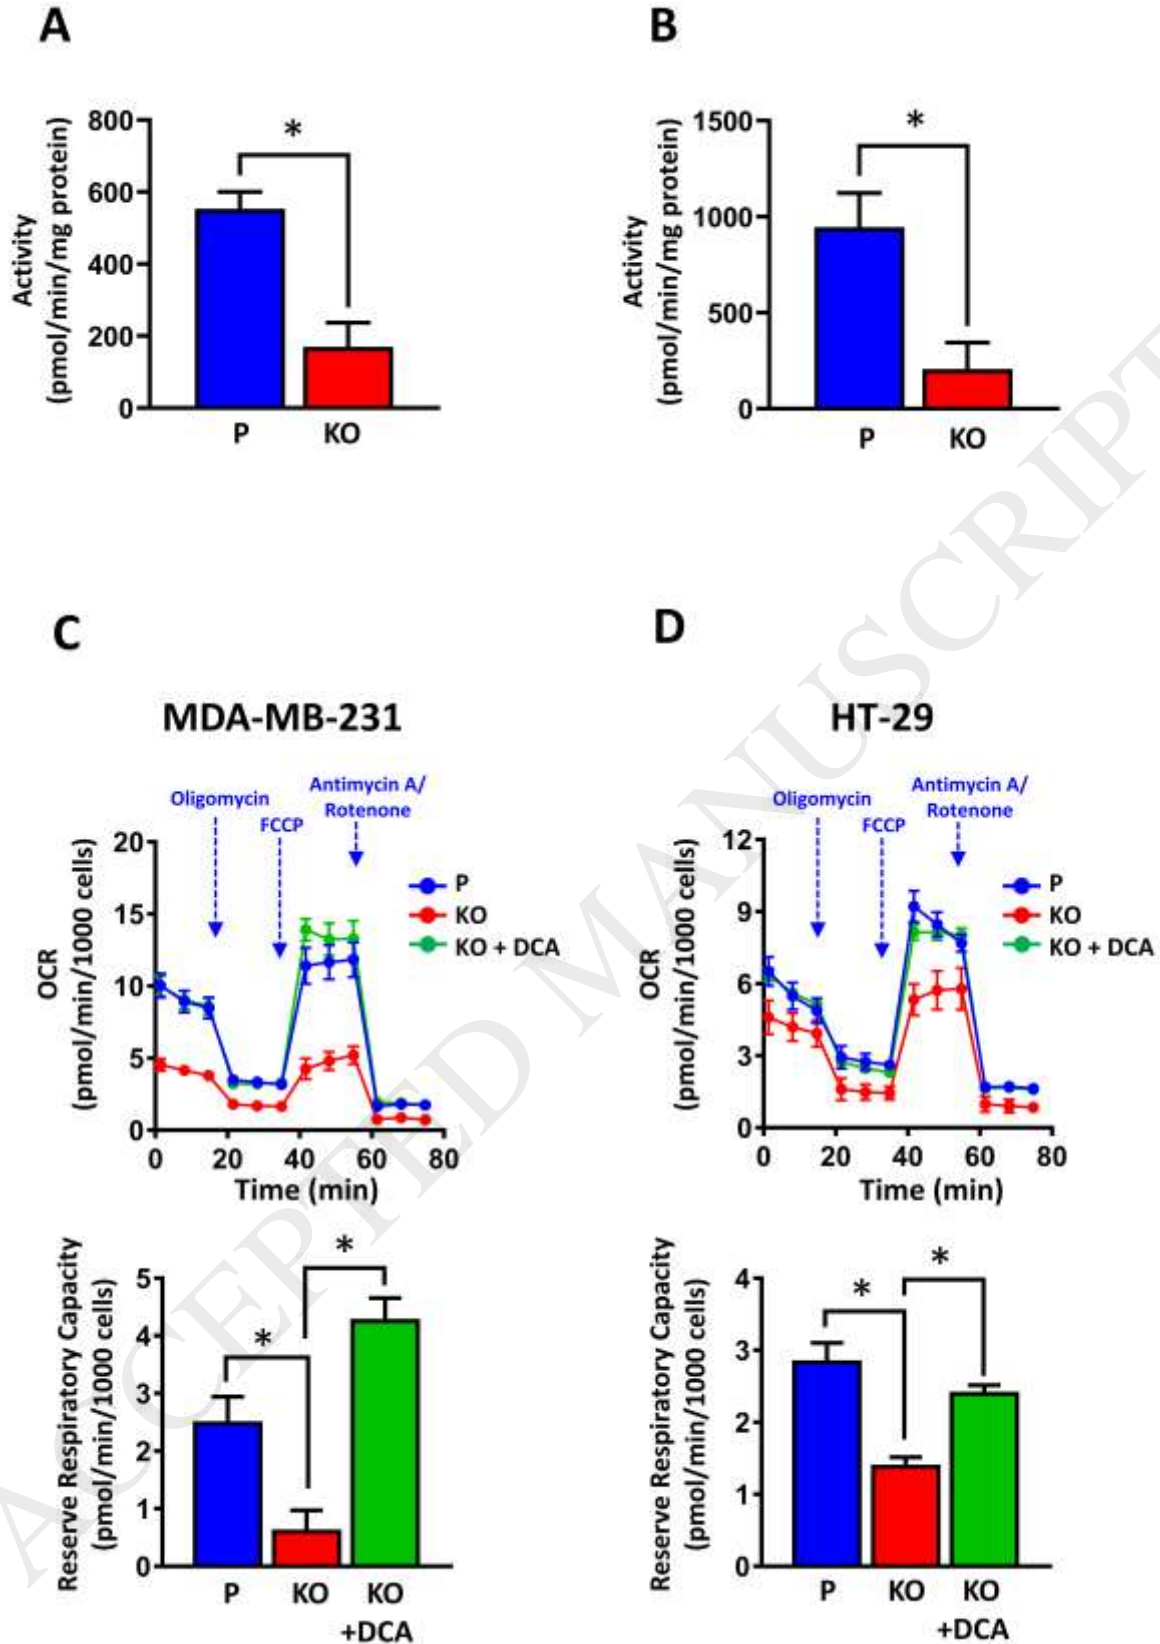 A
B
Activity
(pmol/min/mg protein)
800
600
400
200
0
*
P
KO
Activity
(pmol/min/mg protein)
1500
1000
500
0
*
P
KO
C
D
MDA-MB-231
HT-29
Oligomycin
FCCP
Antimycin A/
Rotenone
OCR
(pmol/min/1000 cells)
20
15
10
5
0
P
KO
KO + DCA
0 20 40 60 80
Time (min)
Oligomycin
FCCP
Antimycin A/
Rotenone
OCR
(pmol/min/1000 cells)
12
9
6
3
0
P
KO
KO + DCA
0 20 40 60 80
Time (min)
Reserve Respiratory Capacity
(pmol/min/1000 cells)
5
4
3
2
1
0
*
*
P
KO
KO
+DCA
Reserve Respiratory Capacity
(pmol/min/1000 cells)
4
3
2
1
0
*
*
P
KO
KO
+DCA
ACCEPTED MANUSCRIPT